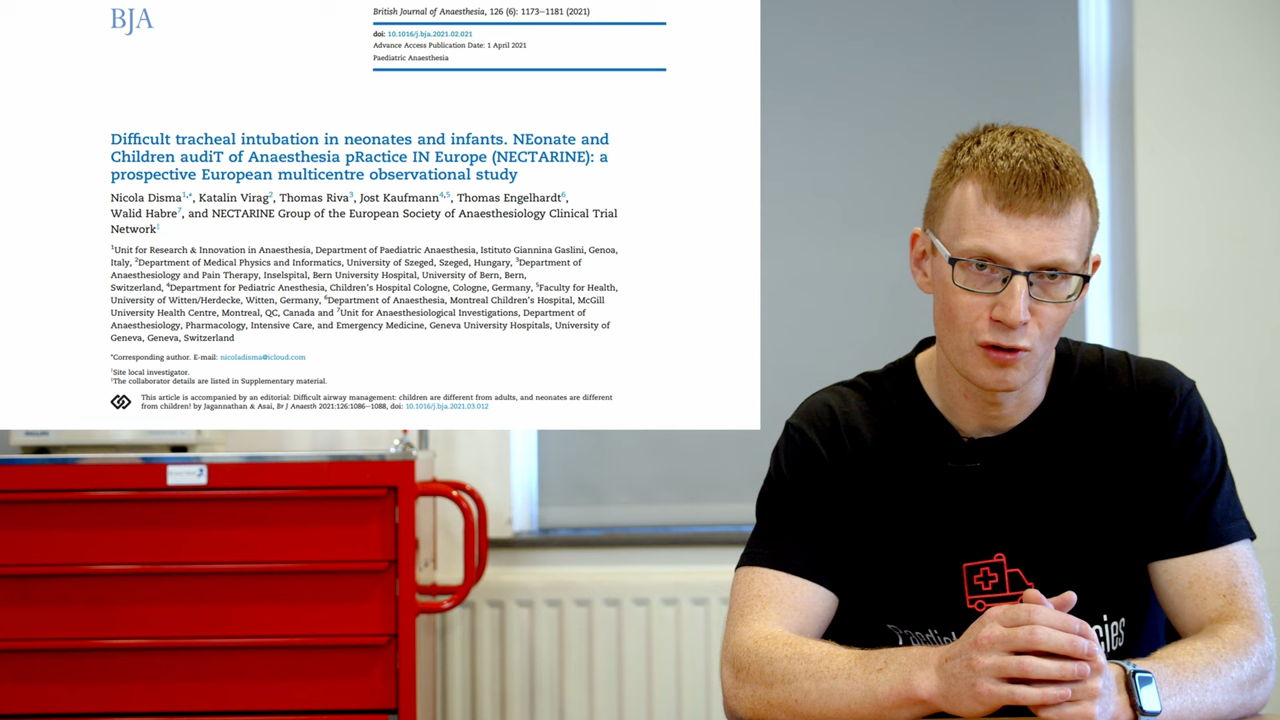 BJA
British Journal of Anaesthesia, 126 (6): 1173–1181 (2021)
doi: 10.1016/j.bja.2021.02.021
Advance Access Publication Date: 1 April 2021
Paediatric Anaesthesia
Difficult tracheal intubation in neonates and infants. NEonate and
Children audiT of Anaesthesia pRactice IN Europe (NECTARINE): a
prospective European multicentre observational study
Nicola Disma1,*, Katalin Virag2, Thomas Riva3, Jost Kaufmann4,5, Thomas Engelhardt6,
Walid Habre7, and NECTARINE Group of the European Society of Anaesthesiology Clinical Trial
Network‡
1Unit for Research & Innovation in Anaesthesia, Department of Paediatric Anaesthesia, Istituto Giannina Gaslini, Genoa,
Italy, 2Department of Medical Physics and Informatics, University of Szeged, Szeged, Hungary, 3Department of
Anaesthesiology and Pain Therapy, Inselspital, Bern University Hospital, University of Bern, Bern,
Switzerland, 4Department for Pediatric Anesthesia, Children's Hospital Cologne, Cologne, Germany, 5Faculty for Health,
University of Witten/Herdecke, Witten, Germany, 6Department of Anaesthesia, Montreal Children's Hospital, McGill
University Health Centre, Montreal, QC, Canada and 7Unit for Anaesthesiological Investigations, Department of
Anaesthesiology, Pharmacology, Intensive Care, and Emergency Medicine, Geneva University Hospitals, University of
Geneva, Geneva, Switzerland
*Corresponding author. E-mail: nicoladisma@icloud.com
†Site local investigator.
‡The collaborator details are listed in Supplementary material.
This article is accompanied by an editorial: Difficult airway management: children are different from adults, and neonates are different
from children! by Jagannathan & Asai, Br J Anaesth 2021:126:1086–1088, doi: 10.1016/j.bja.2021.03.012